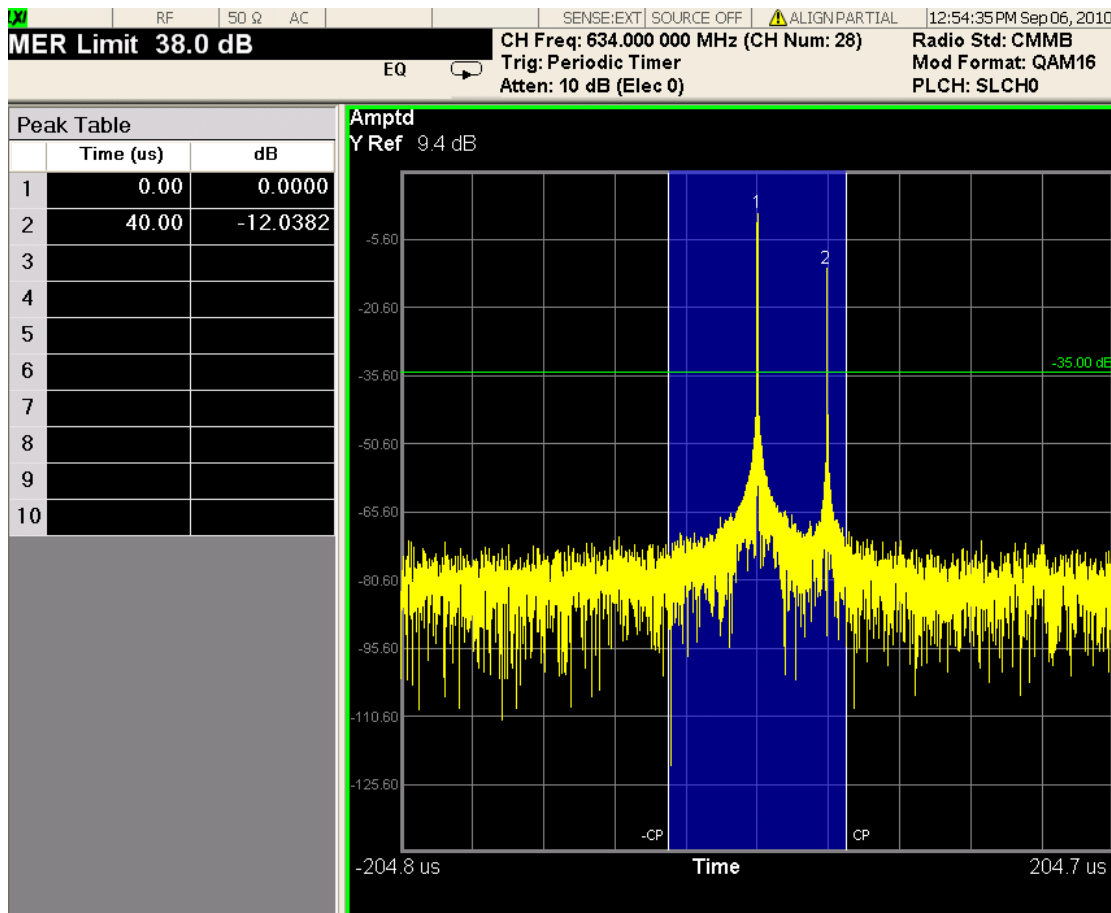 LXI RF 50 Ω AC SENSE:EXT SOURCE OFF ALIGN PARTIAL 12:54:35 PM Sep 06, 2010
MER Limit 38.0 dB
EQ
CH Freq: 634.000 000 MHz (CH Num: 28)
Trig: Periodic Timer
Atten: 10 dB (Elec 0)
Radio Std: CMMB
Mod Format: QAM16
PLCH: SLCH0
Peak Table
Time (us) dB
1 0.00 0.0000
2 40.00 -12.0382
3
4
5
6
7
8
9
10
Amptd
Y Ref 9.4 dB
1
2
-5.60
-20.60
-35.00 dB
-35.60
-50.60
-65.60
-80.60
-95.60
-110.60
-125.60
-CP CP
-204.8 us Time 204.7 us